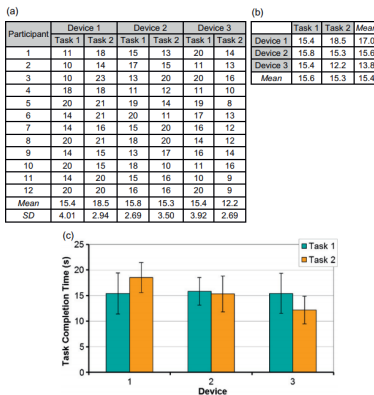 (a)
Participant Device 1 Device 2 Device 3
Task 1 Task 2 Task 1 Task 2 Task 1 Task 2
1 11 18 15 13 20 14
2 10 14 17 15 11 13
3 10 23 13 20 20 16
4 18 18 11 12 11 10
5 20 21 19 14 19 8
6 14 21 20 11 17 13
7 14 16 15 20 16 12
8 20 21 18 20 14 12
9 14 15 13 17 16 14
10 20 15 18 10 11 16
11 14 20 15 16 10 9
12 20 20 16 16 20 9
Mean 15.4 18.5 15.8 15.3 15.4 12.2
SD 4.01 2.94 2.69 3.50 3.92 2.69
(b)
Task 1 Task 2
Device 1 15.4 18.5 17.0
Device 2 15.8 15.3 15.6
Device 3 15.4 12.2 13.8
Mean 15.6 15.3 15.4
(c)
Task Completion Time (s)
25
20
15
10
5
0
1 2 3
Device
Task 1
Task 2